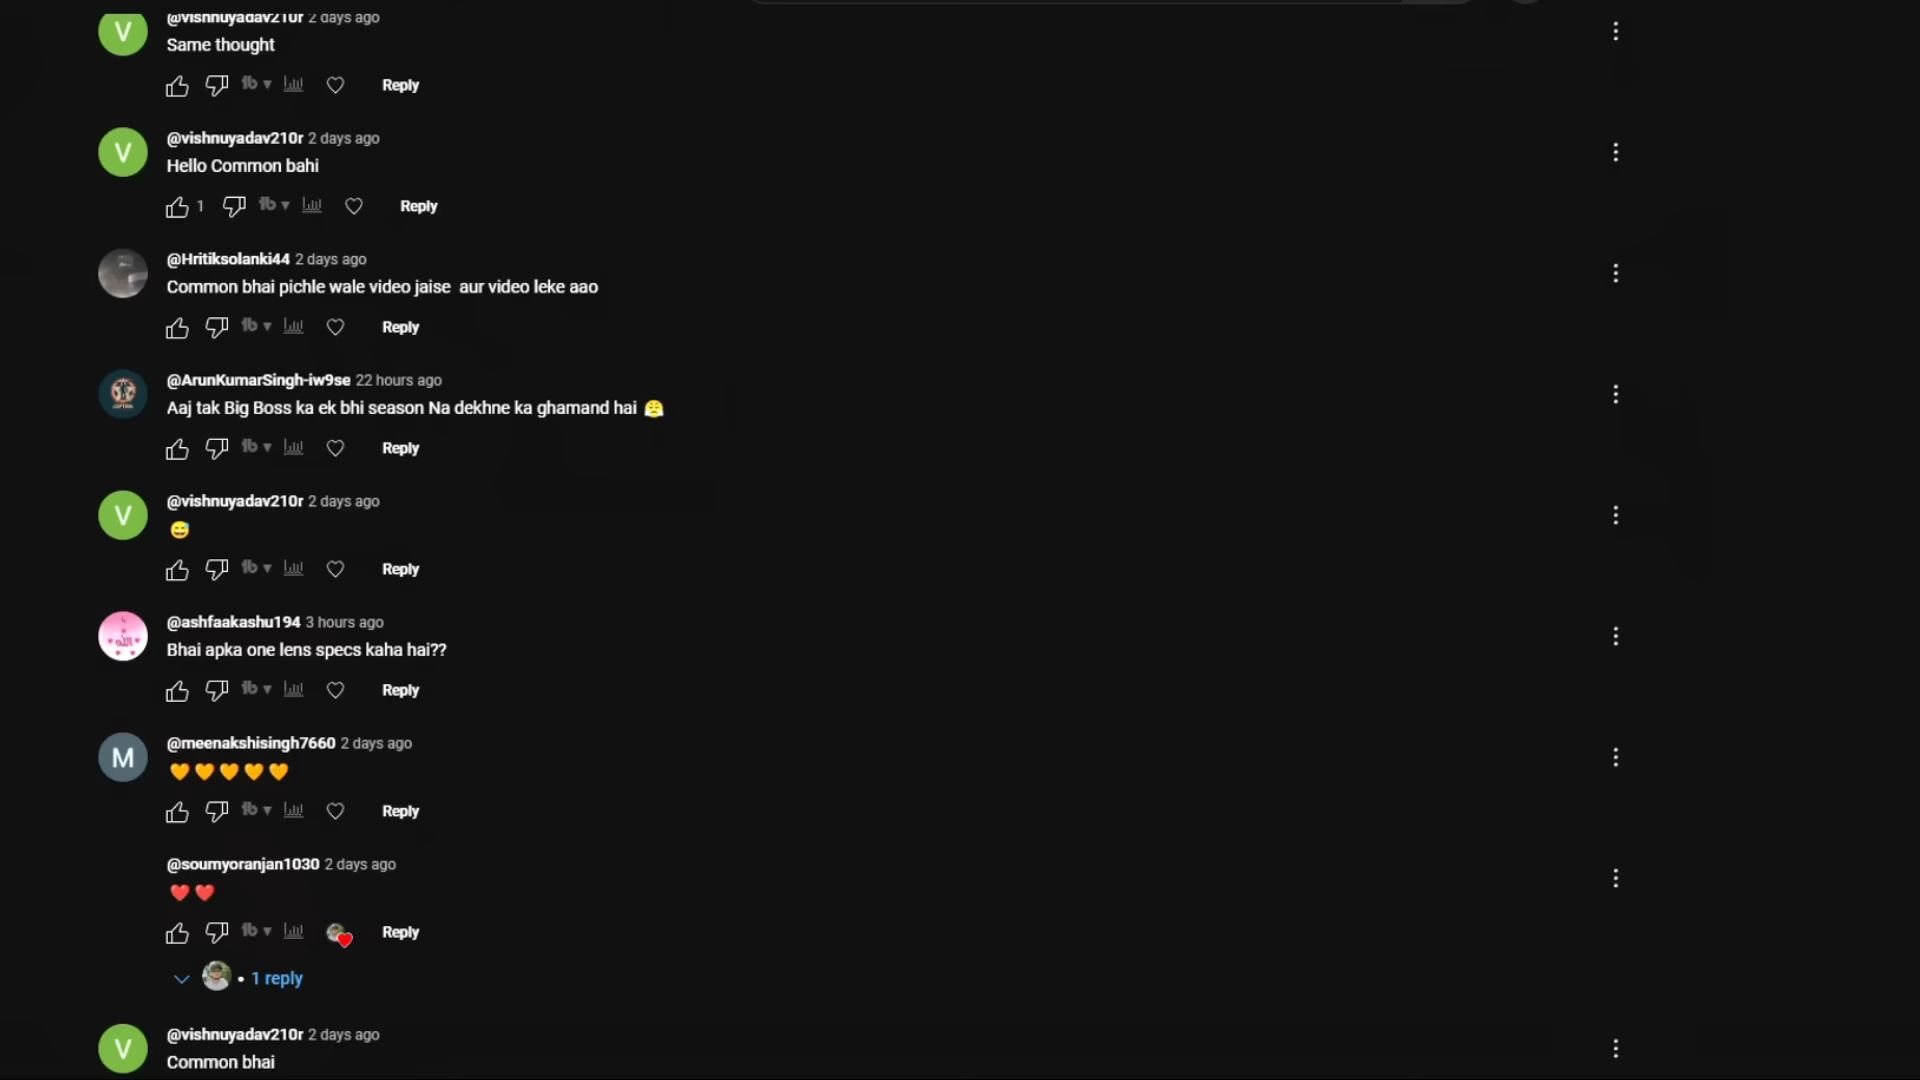 @vishnuyadav210r 2 days ago
Same thought
Reply
@vishnuyadav210r 2 days ago
Hello Common bahi
1 Reply
@Hritiksolanki44 2 days ago
Common bhai pichle wale video jaise aur video leke aao
Reply
@ArunKumarSingh-iw9se 22 hours ago
Aaj tak Big Boss ka ek bhi season Na dekhne ka ghamand hai 😤
Reply
@vishnuyadav210r 2 days ago
😅
Reply
@ashfaakashu194 3 hours ago
Bhai apka one lens specs kaha hai??
Reply
@meenakshisingh7660 2 days ago
🧡🧡🧡🧡🧡
Reply
@soumyoranjan1030 2 days ago
❤️❤️
Reply
• 1 reply
@vishnuyadav210r 2 days ago
Common bhai